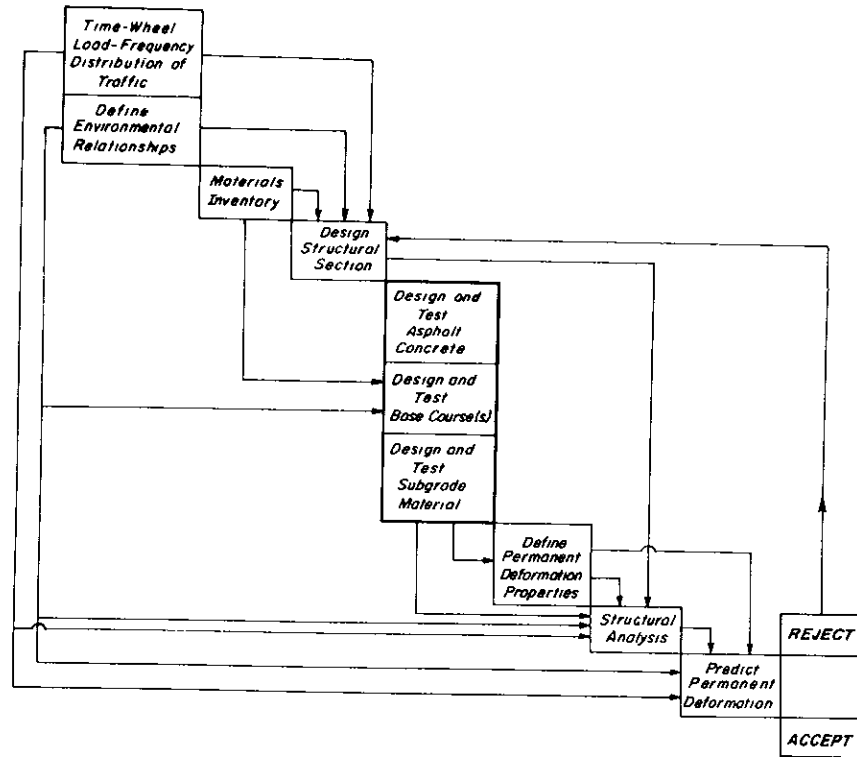 Time-Wheel
Load-Frequency
Distribution of
Traffic
Define
Environmental
Relationships
Materials
Inventory
Design
Structural
Section
Design and
Test
Asphalt
Concrete
Design and
Test
Base Course(s)
Design and
Test
Subgrade
Material
Define
Permanent
Deformation
Properties
Structural
Analysis
REJECT
Predict
Permanent
Deformation
ACCEPT